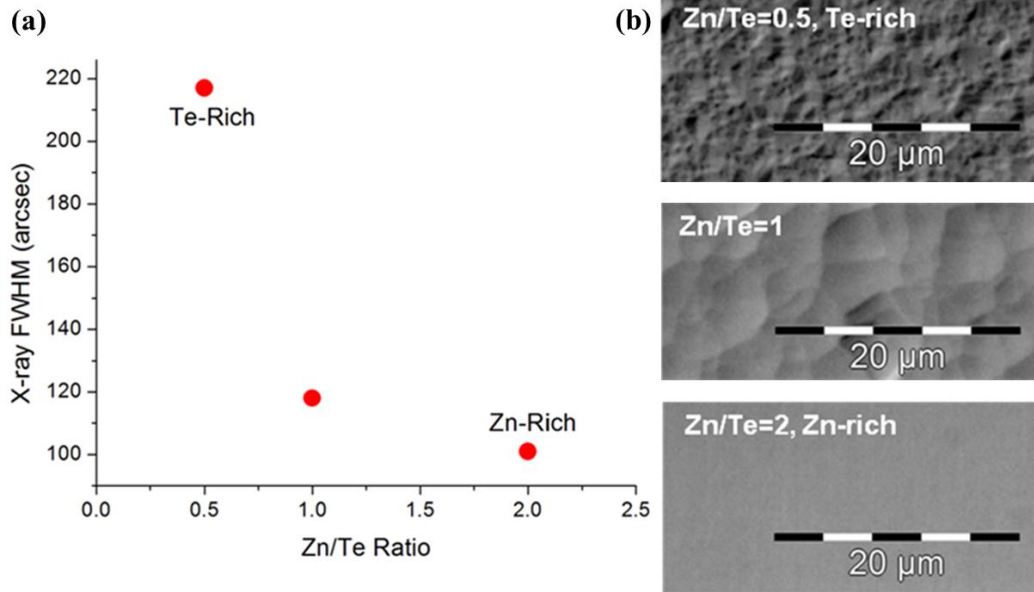 (a)
220
200
180
160
140
120
100
X-ray FWHM (arcsec)
Te-Rich
Zn-Rich
0.0 0.5 1.0 1.5 2.0 2.5
Zn/Te Ratio
(b)
Zn/Te=0.5, Te-rich
20 μm
Zn/Te=1
20 μm
Zn/Te=2, Zn-rich
20 μm